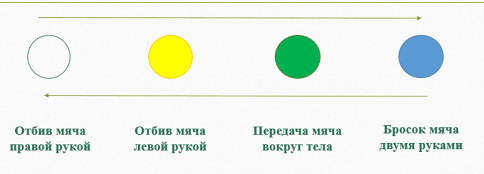 Отбив мяча
правой рукой
Отбив мяча
левой рукой
Передача мяча
вокруг тела
Бросок мяча
двумя руками